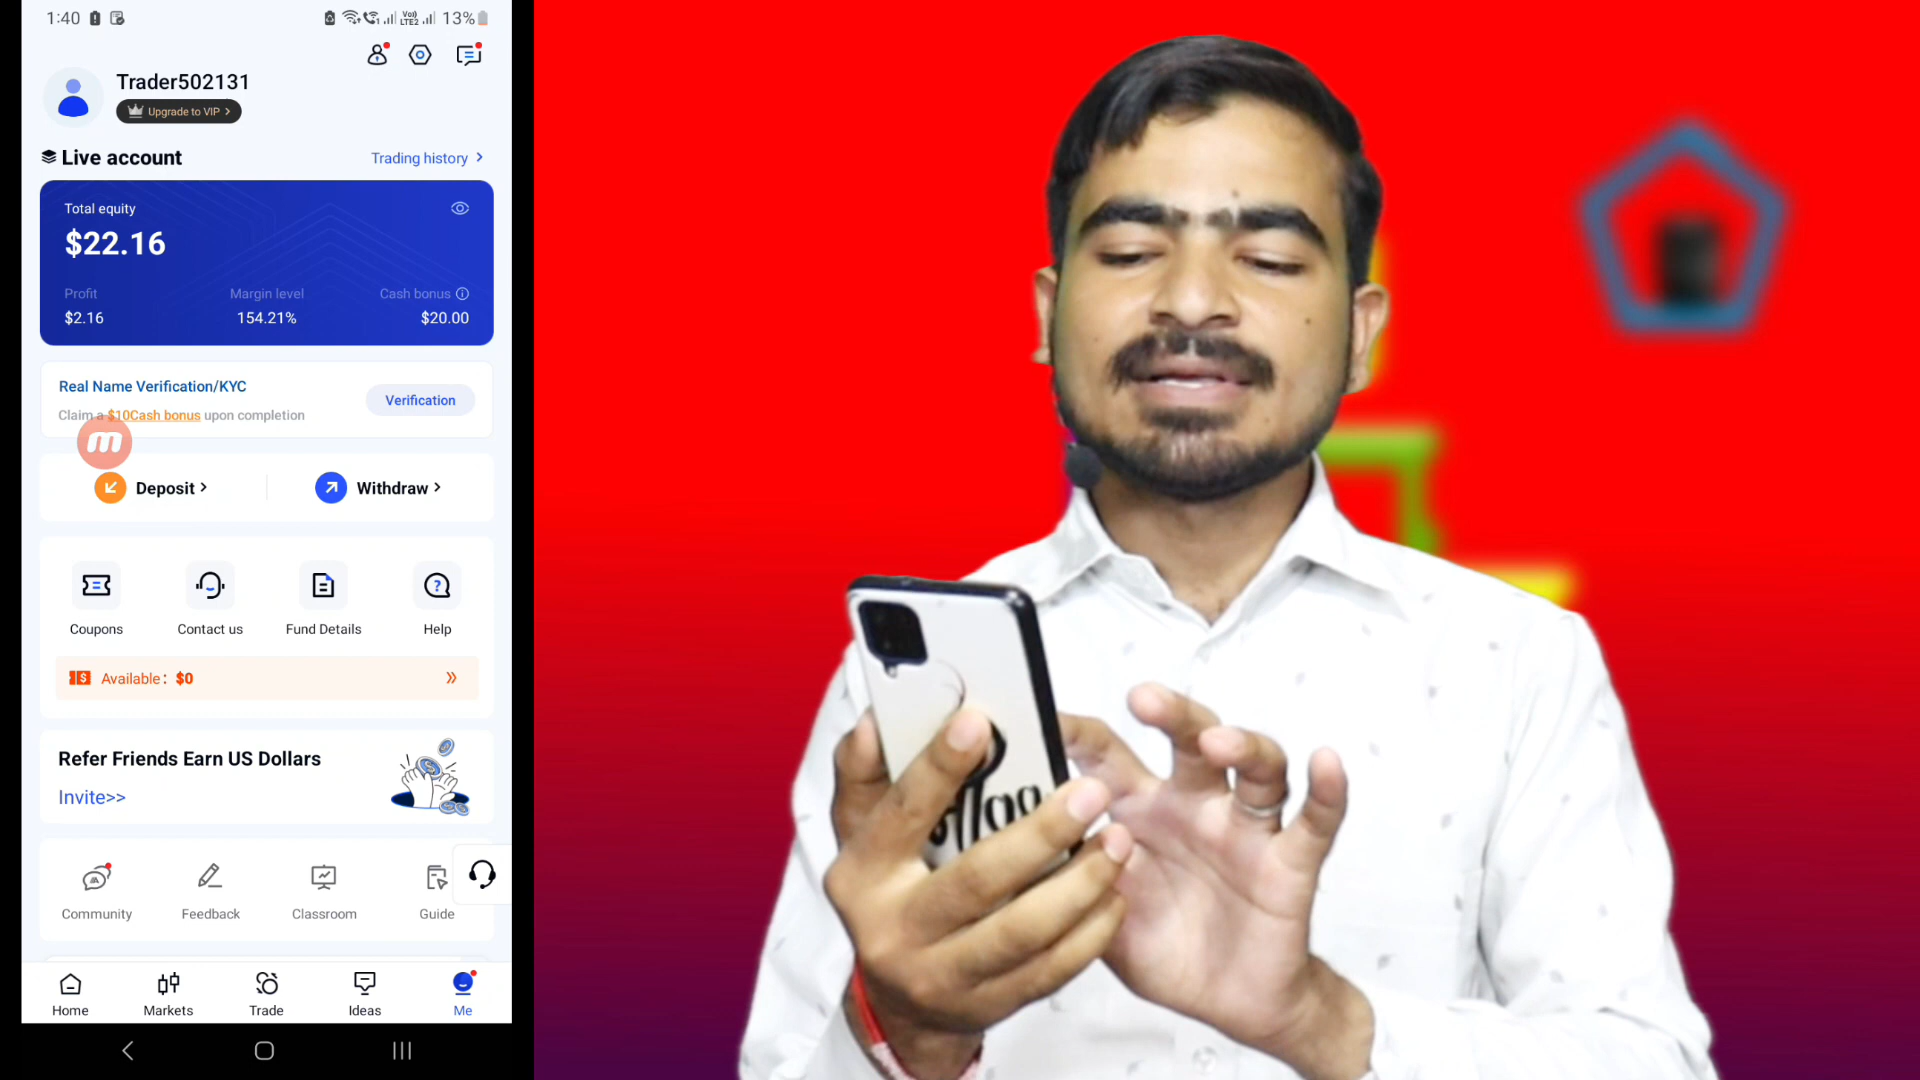 1:40
Vo))
LTE2
13%
Trader502131
Upgrade to VIP >
Live account
Trading history >
Total equity
$22.16
Profit
Margin level
Cash bonus
$2.16
154.21%
$20.00
Real Name Verification/KYC
Claim a $10Cash bonus upon completion
Verification
m
Deposit >
Withdraw >
Coupons
Contact us
Fund Details
Help
Available: $0 »
Refer Friends Earn US Dollars
Invite>>
Community
Feedback
Classroom
Guide
Home
Markets
Trade
Ideas
Me